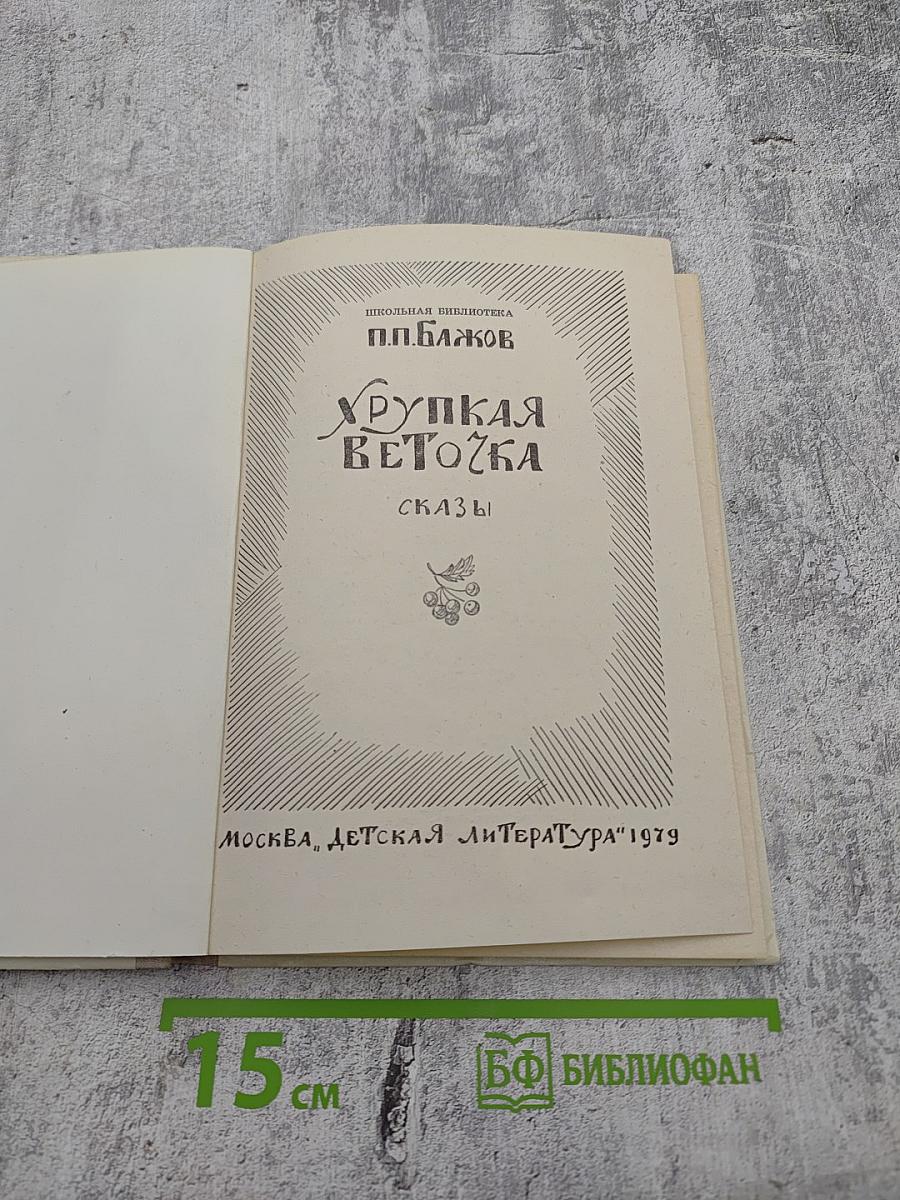 ШКОЛЬНАЯ БИБЛИОТЕКА
П.П.БАЖОВ
ХРУПКАЯ
ВЕТОЧКА
СКАЗЫ
МОСКВА „ДЕТСКАЯ ЛИТЕРАТУРА" 1979
15 см
БФ БИБЛИОФАН